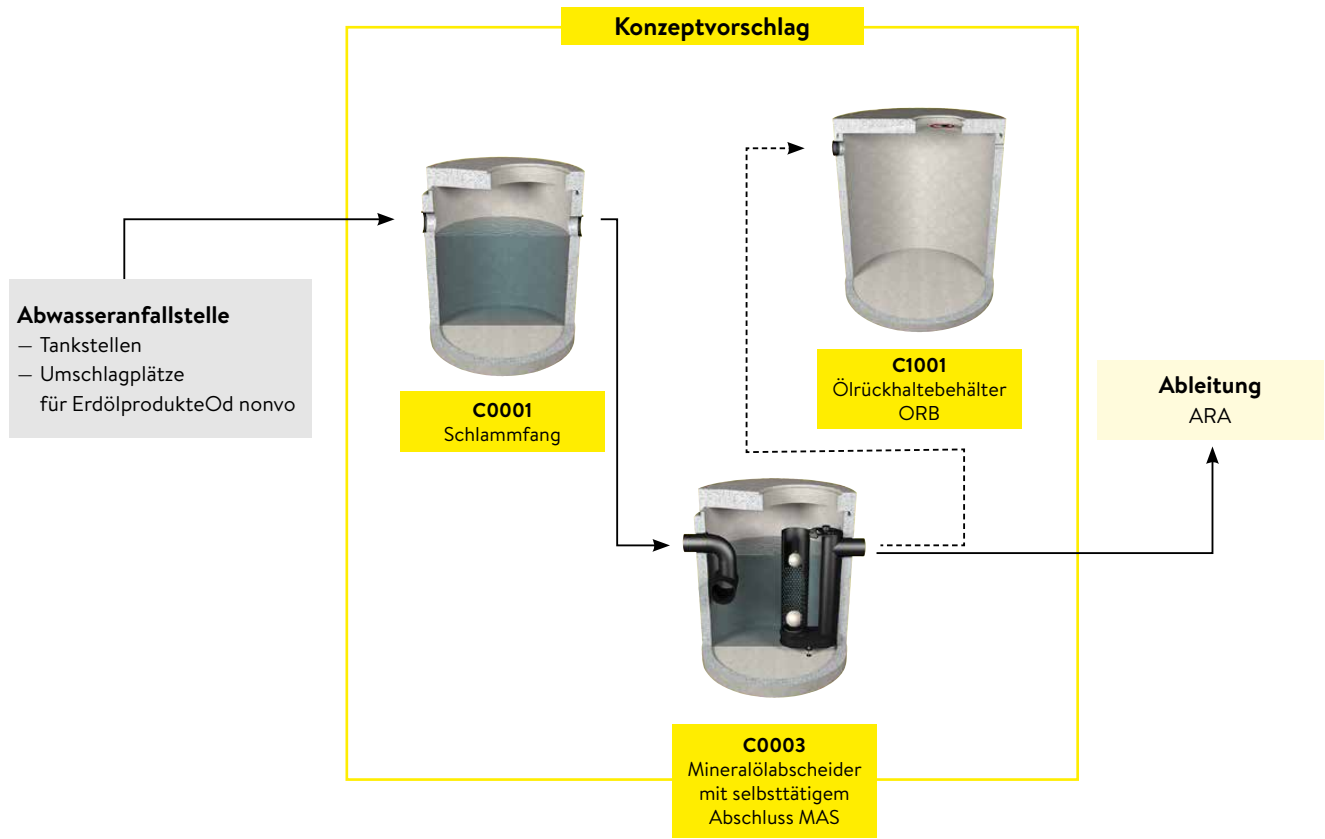 Konzeptvorschlag
Abwasseranfallstelle
— Tankstellen
— Umschlagplätze
für ErdölprodukteOd nonvo
C0001
Schlammfang
C1001
Ölrückhaltebehälter
ORB
Ableitung
ARA
C0003
Mineralölabscheider
mit selbsttätigem
Abschluss MAS